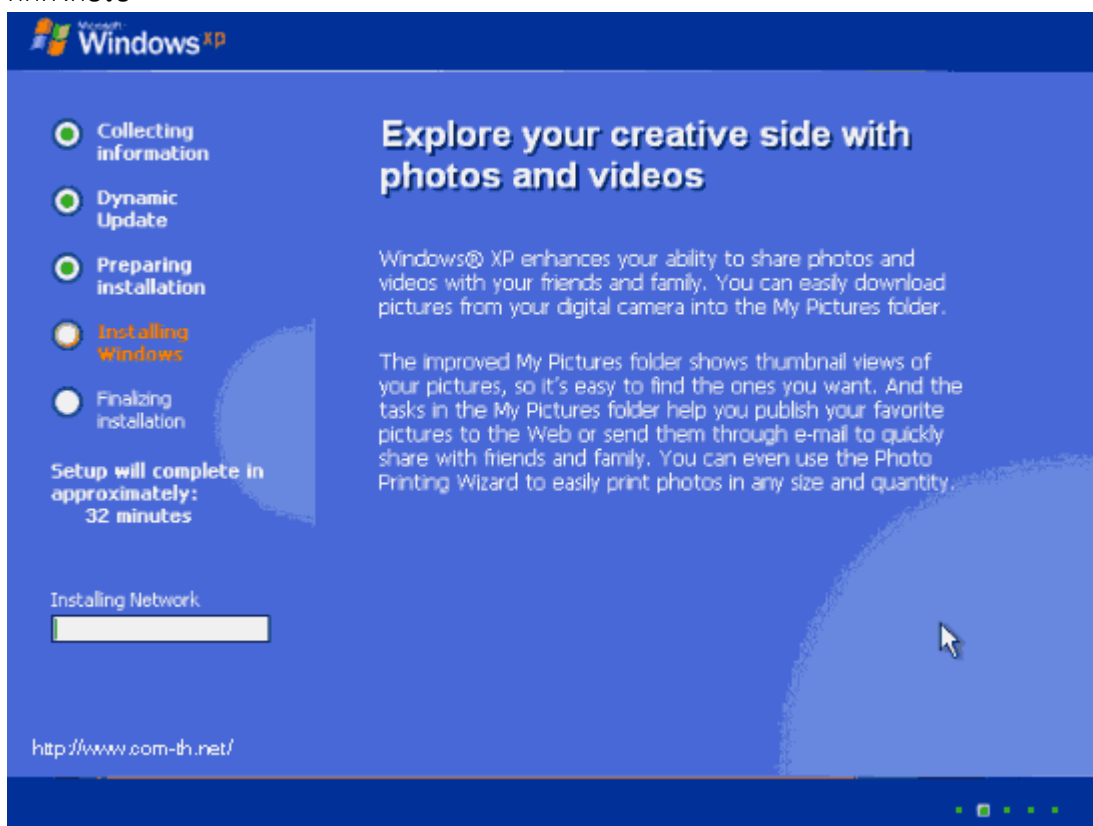 Microsoft
Windows xp
Collecting
information
Dynamic
Update
Preparing
installation
Installing
Windows
Finalizing
installation
Setup will complete in
approximately:
32 minutes
Installing Network
http://www.com-th.net/
Explore your creative side with
photos and videos
Windows® XP enhances your ability to share photos and
videos with your friends and family. You can easily download
pictures from your digital camera into the My Pictures folder.
The improved My Pictures folder shows thumbnail views of
your pictures, so it's easy to find the ones you want. And the
tasks in the My Pictures folder help you publish your favorite
pictures to the Web or send them through e-mail to quickly
share with friends and family. You can even use the Photo
Printing Wizard to easily print photos in any size and quantity.